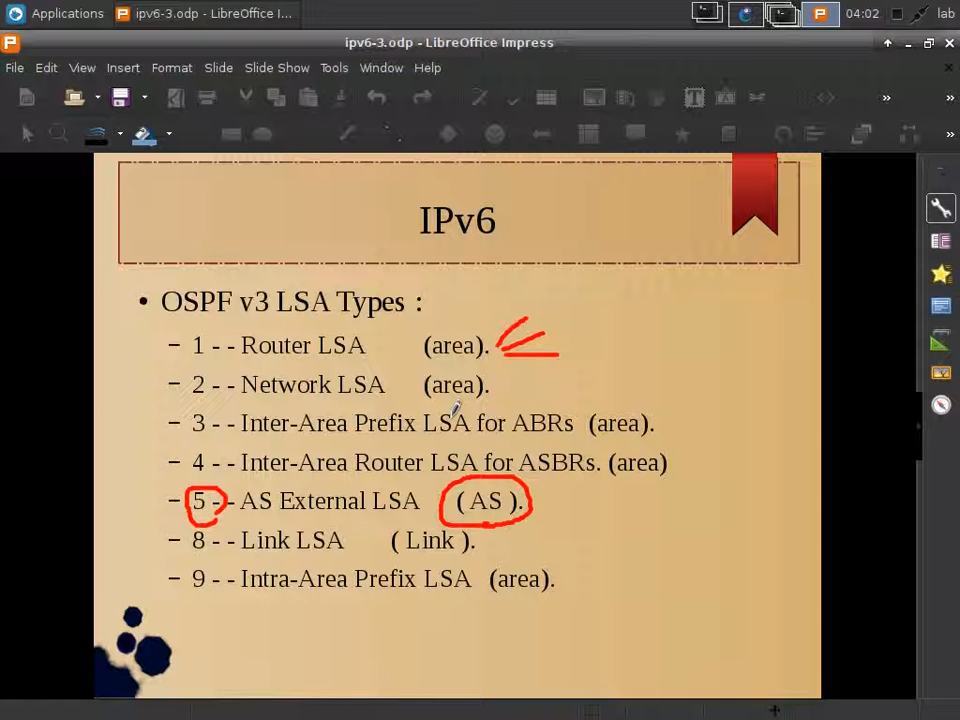 Applications ipv6-3.odp - LibreOffice I... 04:02 lab
ipv6-3.odp - LibreOffice Impress
File Edit View Insert Format Slide Slide Show Tools Window Help
IPv6
• OSPF v3 LSA Types :
– 1 - - Router LSA (area).
– 2 - - Network LSA (area).
– 3 - - Inter-Area Prefix LSA for ABRs (area).
– 4 - - Inter-Area Router LSA for ASBRs. (area)
– 5 - - AS External LSA ( AS ).
– 8 - - Link LSA ( Link ).
– 9 - - Intra-Area Prefix LSA (area).